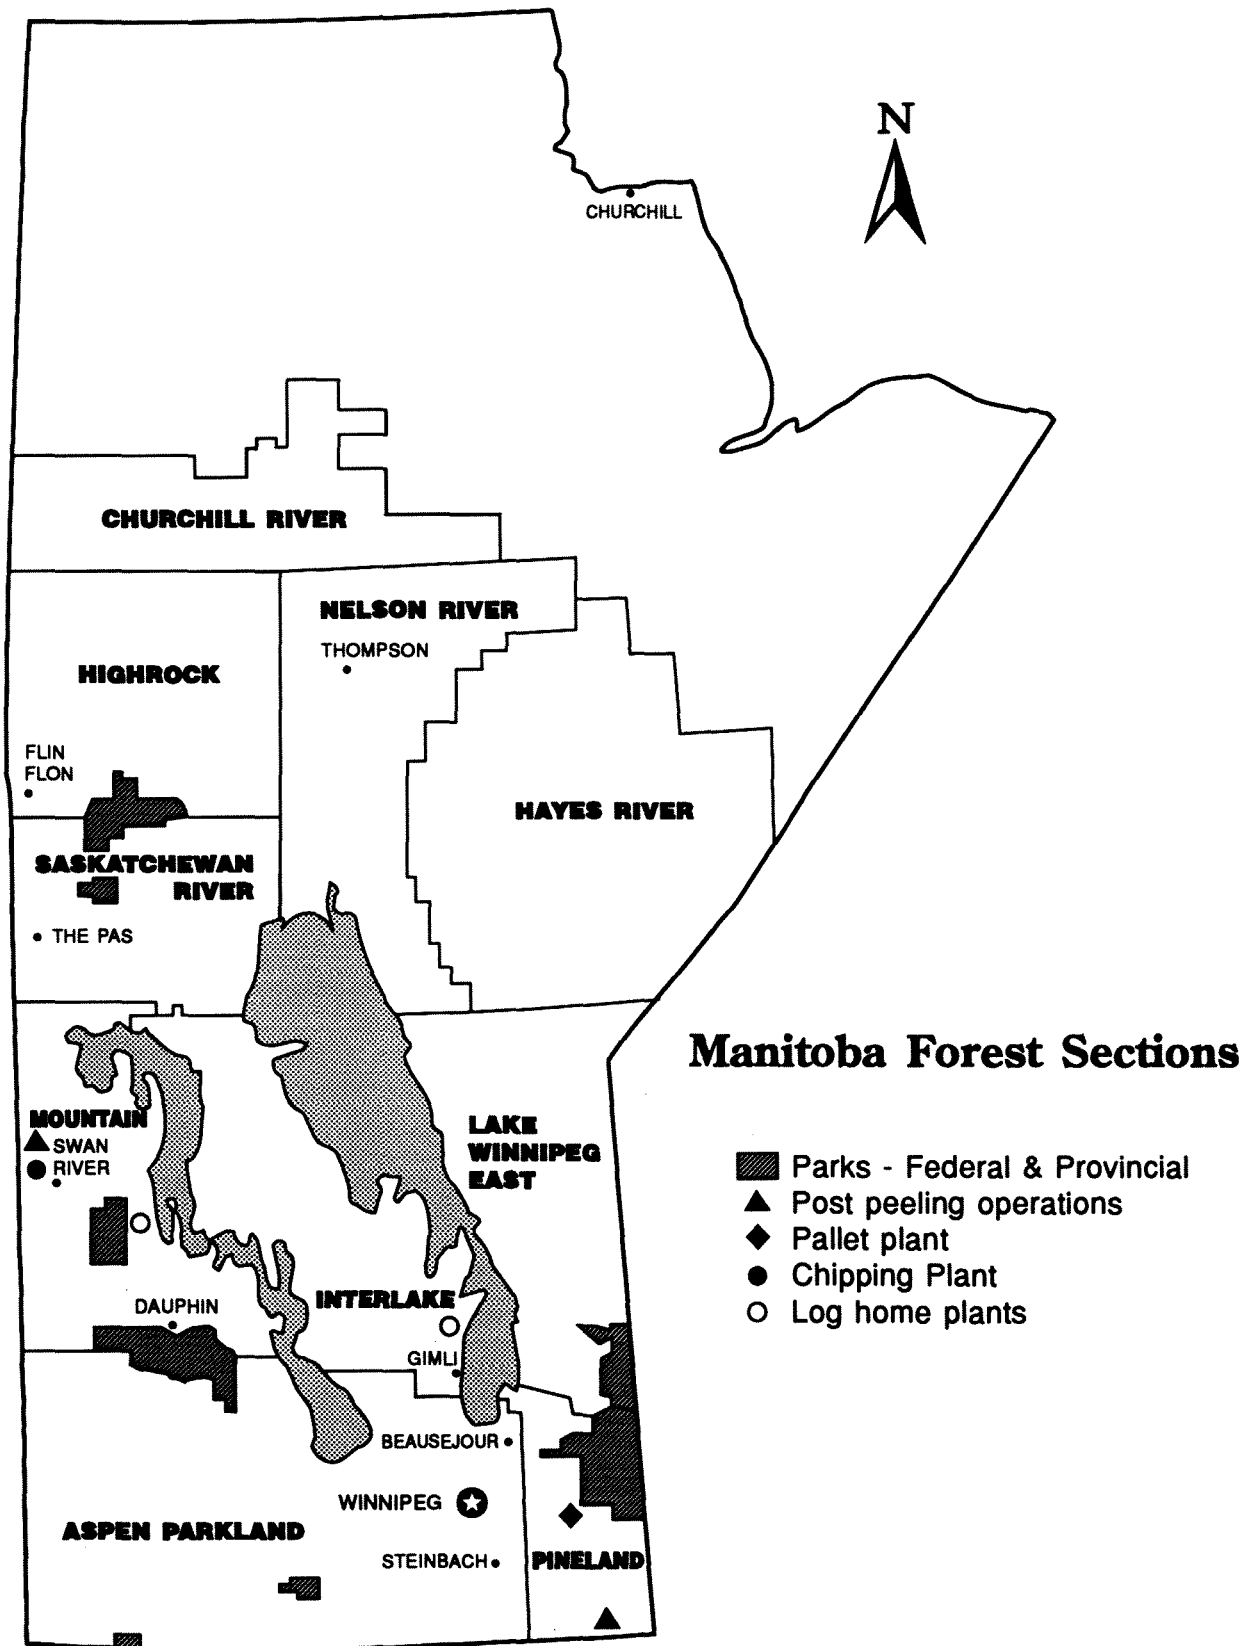 N
CHURCHILL
CHURCHILL RIVER
NELSON RIVER
THOMPSON
HIGHROCK
FLIN
FLON
HAYES RIVER
SASKATCHEWAN
RIVER
THE PAS
Manitoba Forest Sections
MOUNTAIN
SWAN
RIVER
LAKE
WINNIPEG
EAST
Parks - Federal & Provincial
Post peeling operations
Pallet plant
Chipping Plant
Log home plants
DAUPHIN
INTERLAKE
GIMLI
BEAUSEJOUR
WINNIPEG
ASPEN PARKLAND
STEINBACH
PINELAND